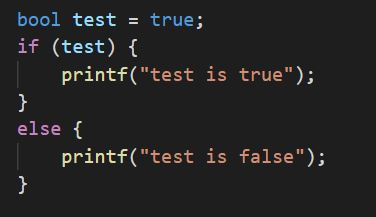 bool test = true;
if (test) {
    printf("test is true");
}
else {
    printf("test is false");
}